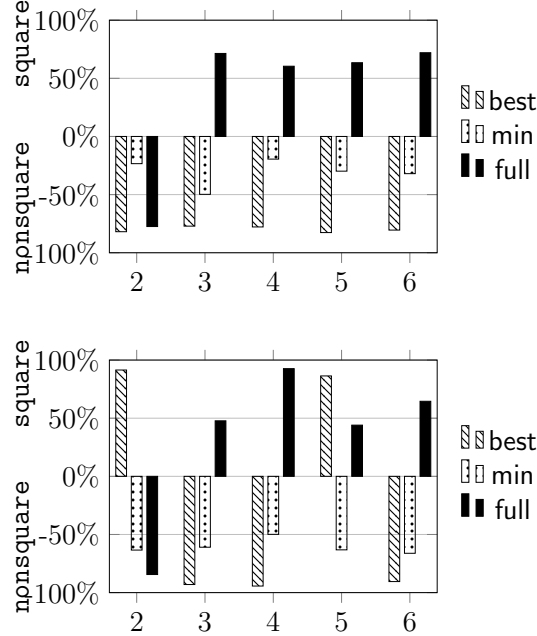 square
nonsquare
100%
50%
0%
-50%
100%
2 3 4 5 6
best
min
full
square
nonsquare
100%
50%
0%
-50%
100%
2 3 4 5 6
best
min
full